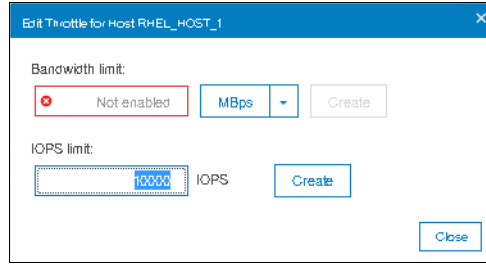 Edit Throttle for Host RHEL_HOST_1
Bandwidth limit:
Not enabled MBps Create
IOPS limit:
10000 IOPS Create
Close